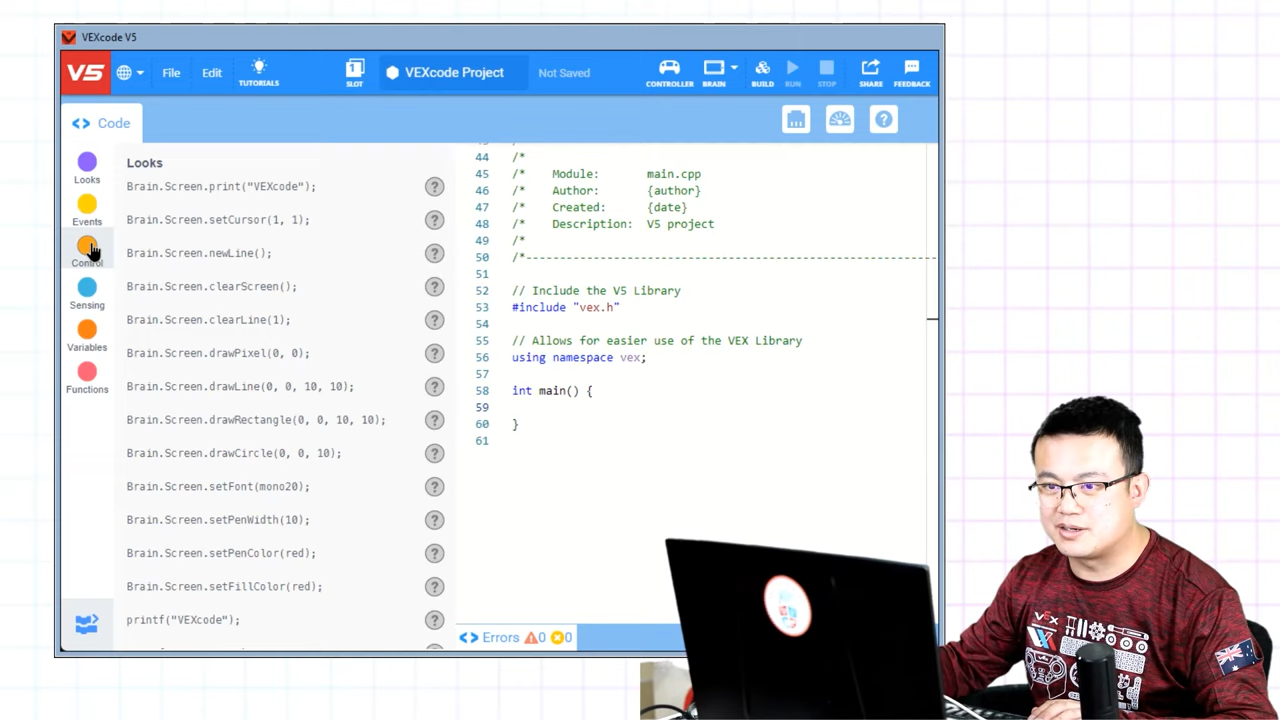 VEXcode V5
V5
File
Edit
TUTORIALS
1
SLOT
VEXcode Project
Not Saved
CONTROLLER
BRAIN
BUILD
RUN
STOP
SHARE
FEEDBACK
<> Code
?
Looks
Events
Control
Sensing
Variables
Functions
Looks
Brain.Screen.print("VEXcode"); ?
Brain.Screen.setCursor(1, 1); ?
Brain.Screen.newLine(); ?
Brain.Screen.clearScreen(); ?
Brain.Screen.clearLine(1); ?
Brain.Screen.drawPixel(0, 0); ?
Brain.Screen.drawLine(0, 0, 10, 10); ?
Brain.Screen.drawRectangle(0, 0, 10, 10); ?
Brain.Screen.drawCircle(0, 0, 10); ?
Brain.Screen.setFont(mono20); ?
Brain.Screen.setPenWidth(10); ?
Brain.Screen.setPenColor(red); ?
Brain.Screen.setFillColor(red); ?
printf("VEXcode"); ?
44 /*
45 /* Module: main.cpp
46 /* Author: {author}
47 /* Created: {date}
48 /* Description: V5 project
49 /*
50 /*----------------------------------------------------------------
51
52 // Include the V5 Library
53 #include "vex.h"
54
55 // Allows for easier use of the VEX Library
56 using namespace vex;
57
58 int main() {
59
60 }
61
<> Errors 0 0
VEX